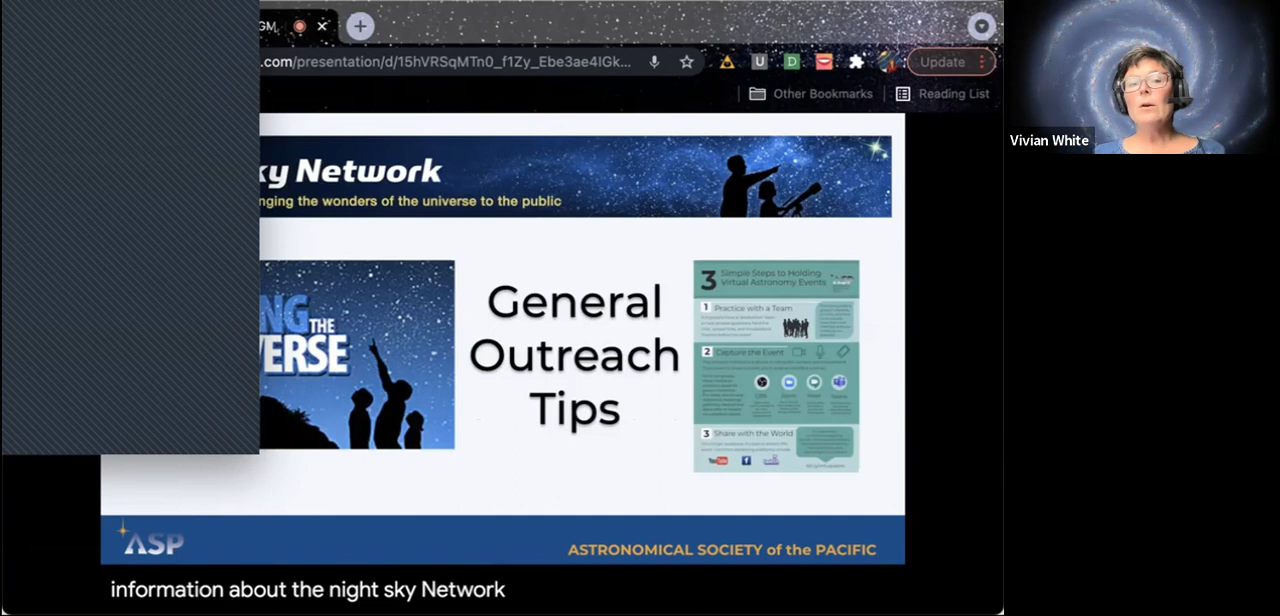 GM
.com/presentation/d/15hVRSqMTn0_f1Zy_Ebe3ae4IGk...
U
D
Update
Other Bookmarks
Reading List
Vivian White
ky Network
nging the wonders of the universe to the public
NG THE
VERSE
General
Outreach
Tips
3 Simple Steps to Holding
Virtual Astronomy Events
1 Practice with a Team
2 Capture the Event
3 Share with the World
ASP
ASTRONOMICAL SOCIETY of the PACIFIC
information about the night sky Network